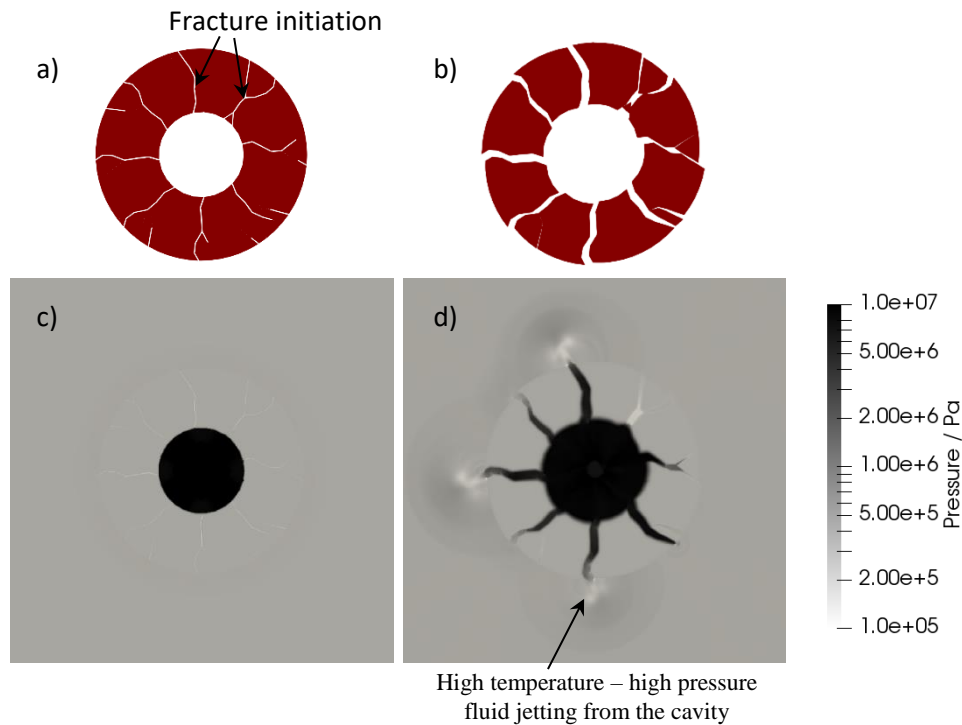 Fracture initiation
a)
b)
c)
d)
1.0e+07
5.00e+6
2.00e+6
1.00e+6
5.00e+5
2.00e+5
1.0e+05
Pressure / Pa
High temperature – high pressure
fluid jetting from the cavity